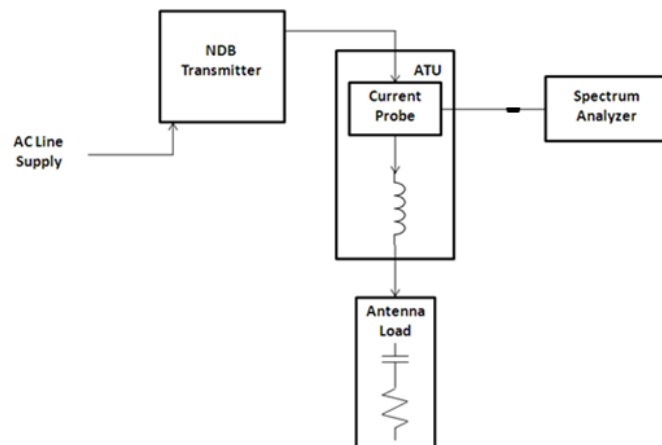 NDB
Transmitter
ATU
Current
Probe
Spectrum
Analyzer
AC Line
Supply
Antenna
Load